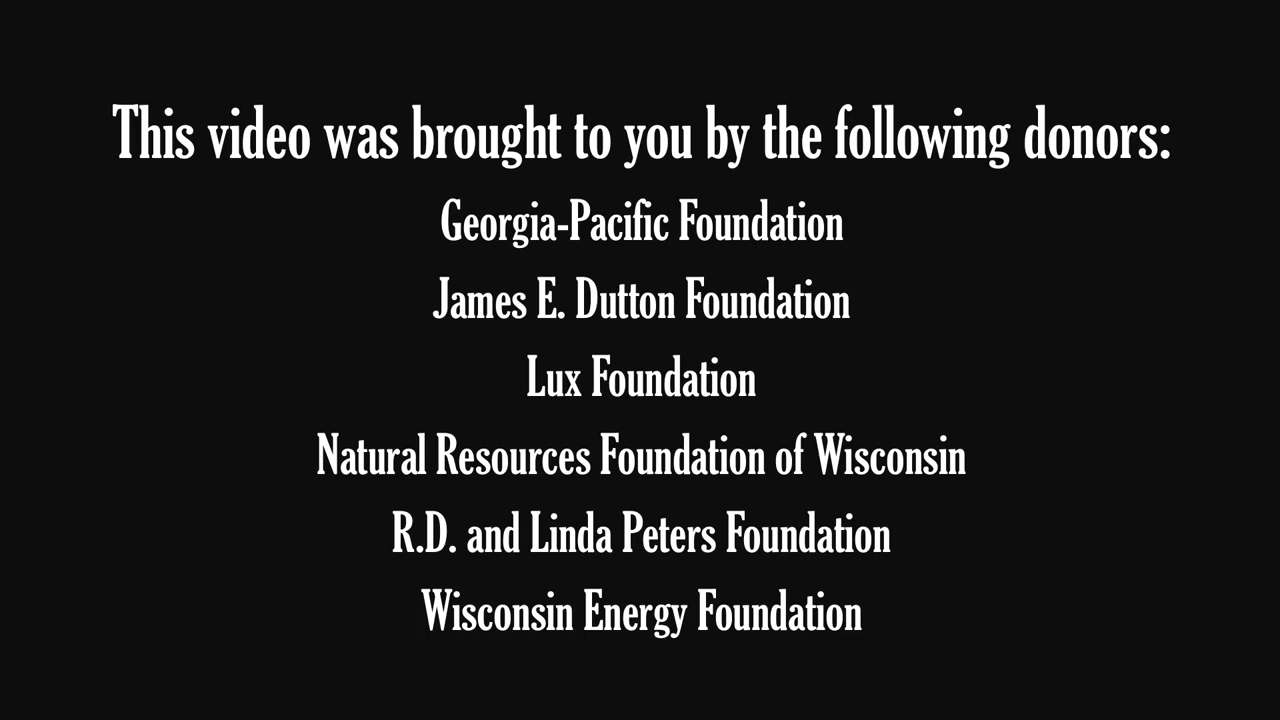 This video was brought to you by the following donors:
Georgia-Pacific Foundation
James E. Dutton Foundation
Lux Foundation
Natural Resources Foundation of Wisconsin
R.D. and Linda Peters Foundation
Wisconsin Energy Foundation